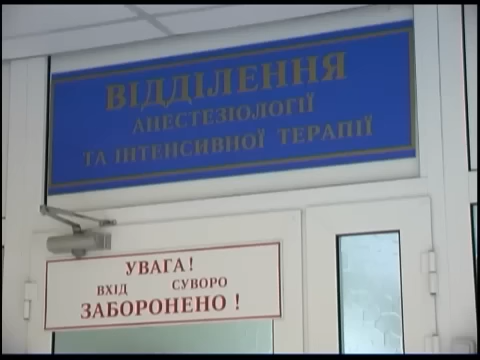 ВІДДІЛЕННЯ
АНЕСТЕЗІОЛОГІЇ
ТА ІНТЕНСИВНОЇ ТЕРАПІЇ
УВАГА!
ВХІД СУВОРО
ЗАБОРОНЕНО!